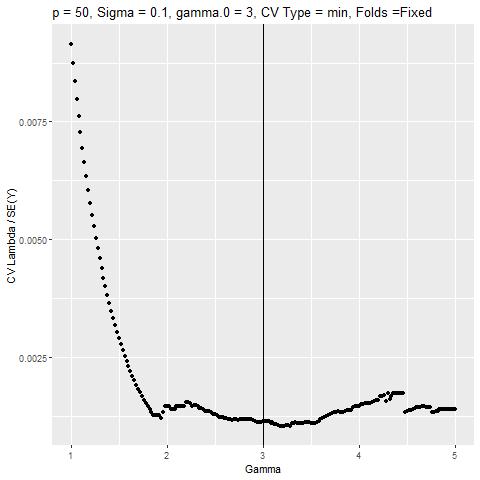 p = 50, Sigma = 0.1, gamma.0 = 3, CV Type = min, Folds =Fixed
CV Lambda / SE(Y)
0.0075
0.0050
0.0025
1 2 3 4 5
Gamma